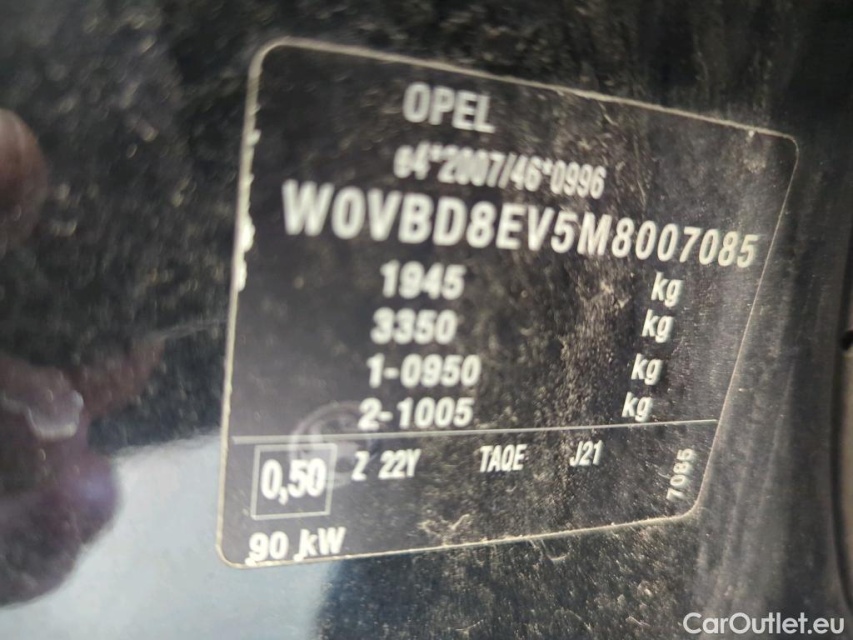 OPEL
e4*2007/46*0996
W0VBD8EV5M8007085
1945 kg
3350 kg
1-0950 kg
2-1005 kg
0,50 Z 22Y TAQE J21 7085
90 kW
CarOutlet.eu